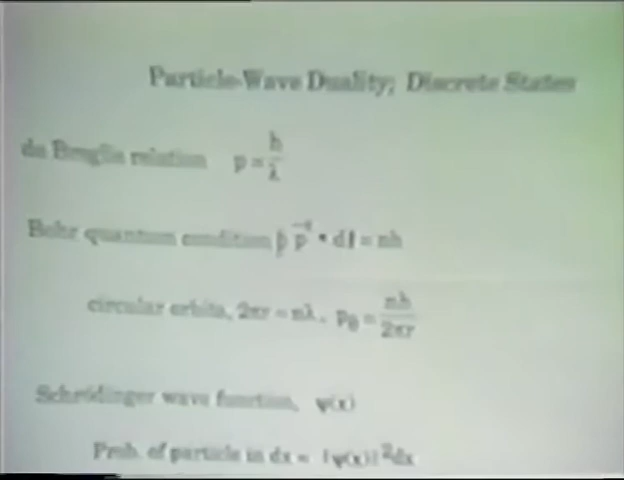 Particle-Wave Duality; Discrete States
de Broglie relation p = h/λ
Bohr quantum condition ∮ p⃗ • dl = nh
circular orbits, 2πr = nλ. pθ = nh/2πr
Schrödinger wave function, ψ(x)
Prob. of particle in dx = |ψ(x)|²dx